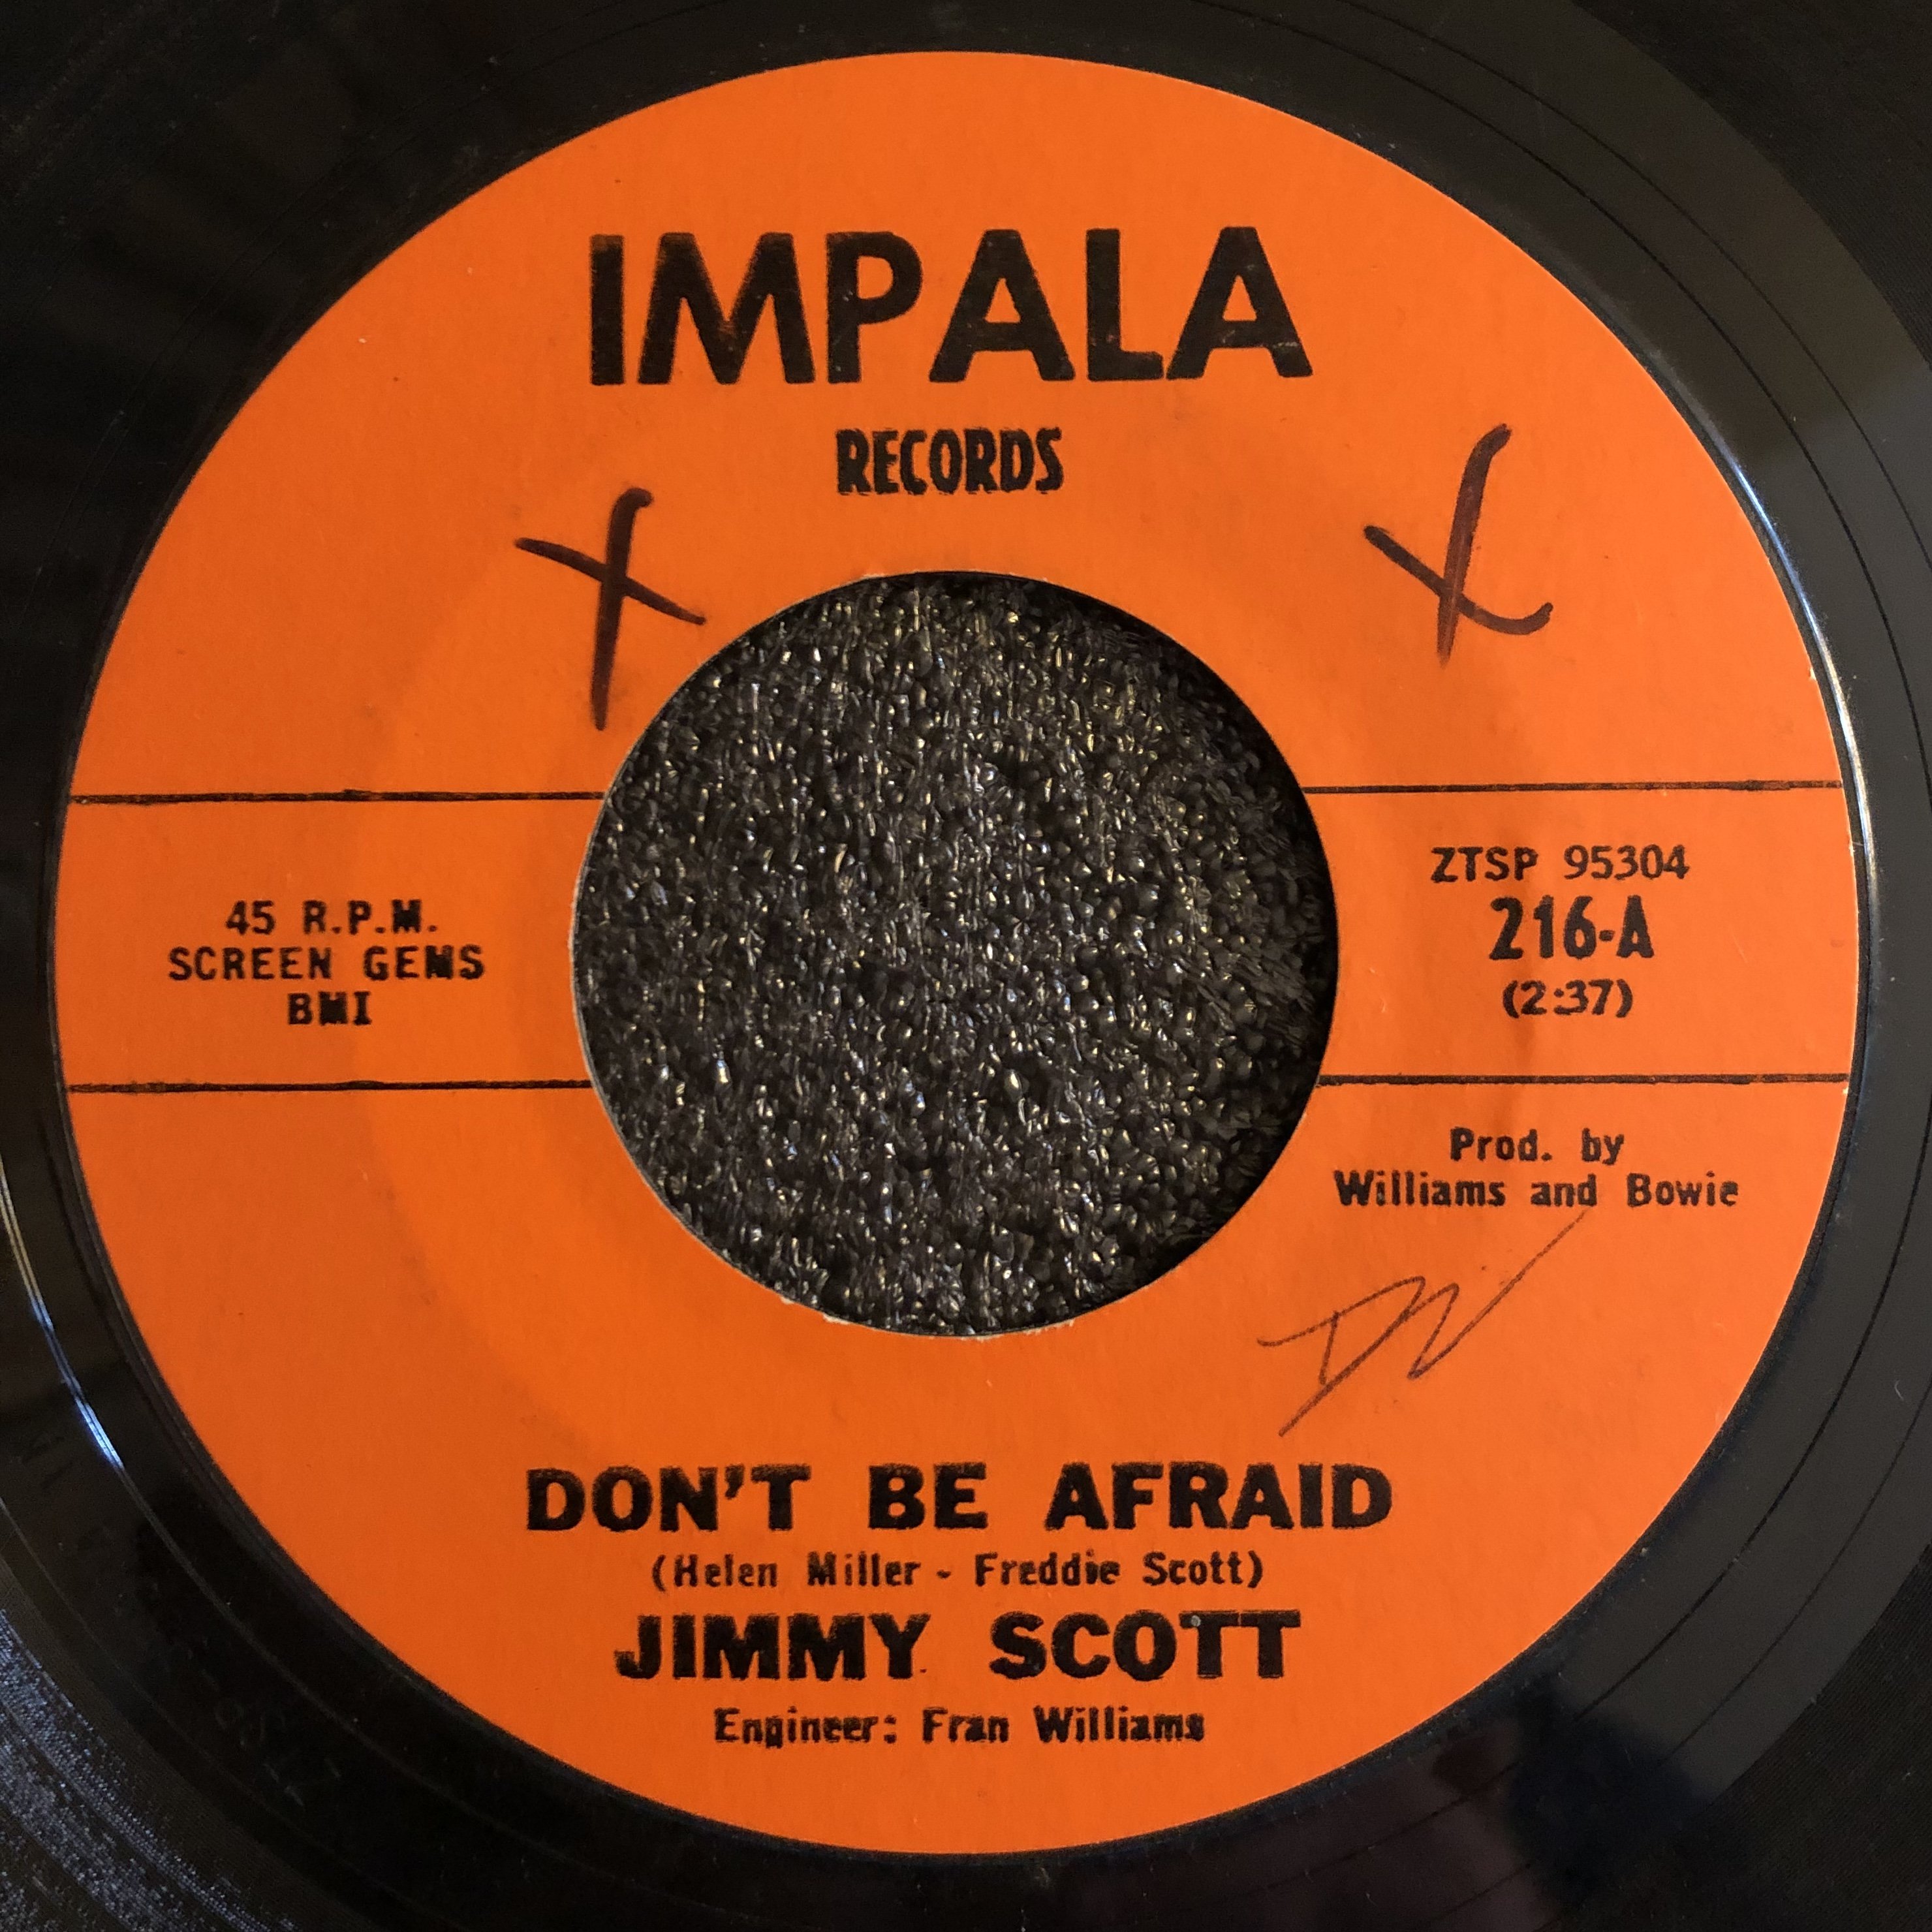 IMPALA
RECORDS
X X
45 R.P.M.
SCREEN GEMS
BMI
ZTSP 95304
216-A
(2:37)
Prod. by
Williams and Bowie
DON'T BE AFRAID
(Helen Miller - Freddie Scott)
JIMMY SCOTT
Engineer: Fran Williams